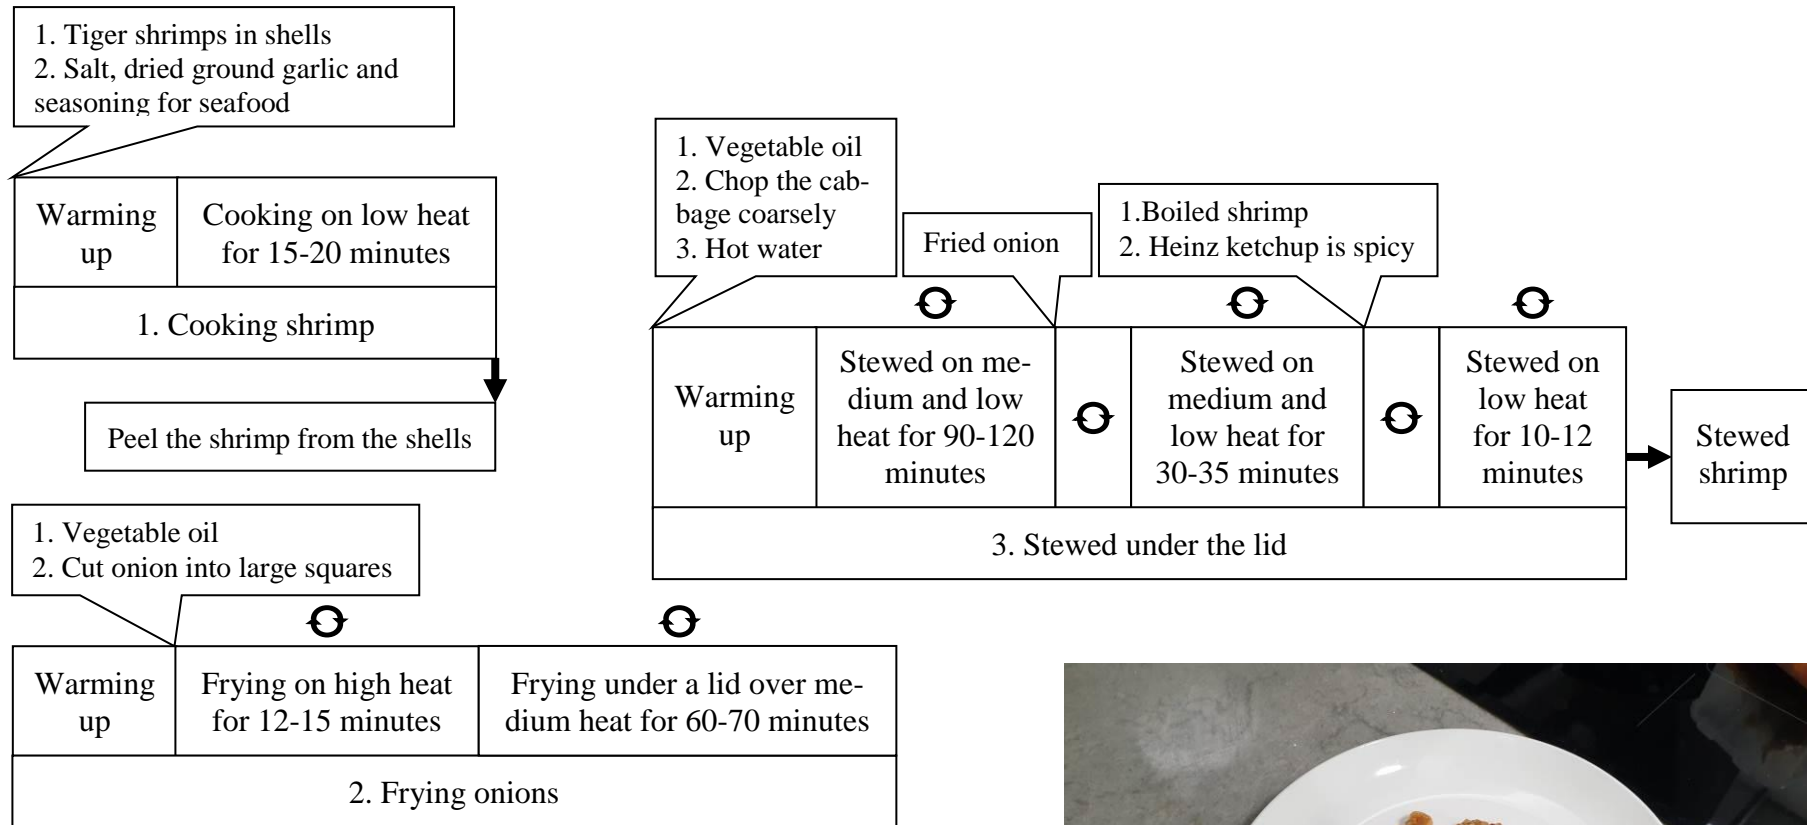 1. Tiger shrimps in shells
2. Salt, dried ground garlic and
seasoning for seafood
Warming
up
Cooking on low heat
for 15-20 minutes
1. Cooking shrimp
Peel the shrimp from the shells
1. Vegetable oil
2. Cut onion into large squares
Warming
up
Frying on high heat
for 12-15 minutes
Frying under a lid over me-
dium heat for 60-70 minutes
2. Frying onions
1. Vegetable oil
2. Chop the cab-
bage coarsely
3. Hot water
Fried onion
1.Boiled shrimp
2. Heinz ketchup is spicy
Warming
up
Stewed on me-
dium and low
heat for 90-120
minutes
Stewed on
medium and
low heat for
30-35 minutes
Stewed on
low heat
for 10-12
minutes
3. Stewed under the lid
Stewed
shrimp